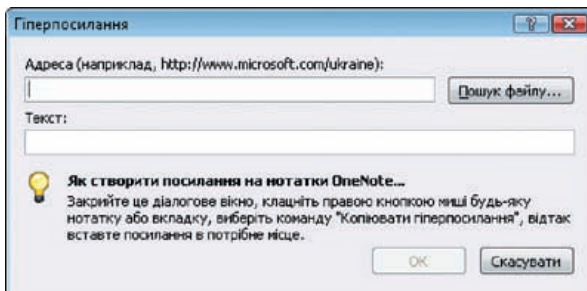 Гіперпосилання
Адреса (наприклад, http://www.microsoft.com/ukraine):
Пошук файлу...
Текст:
Як створити посилання на нотатки OneNote...
Закрийте це діалогове вікно, клацніть правою кнопкою миші будь-яку
нотатку або вкладку, виберіть команду "Копіювати гіперпосилання", відтак
вставте посилання в потрібне місце.
OK
Скасувати